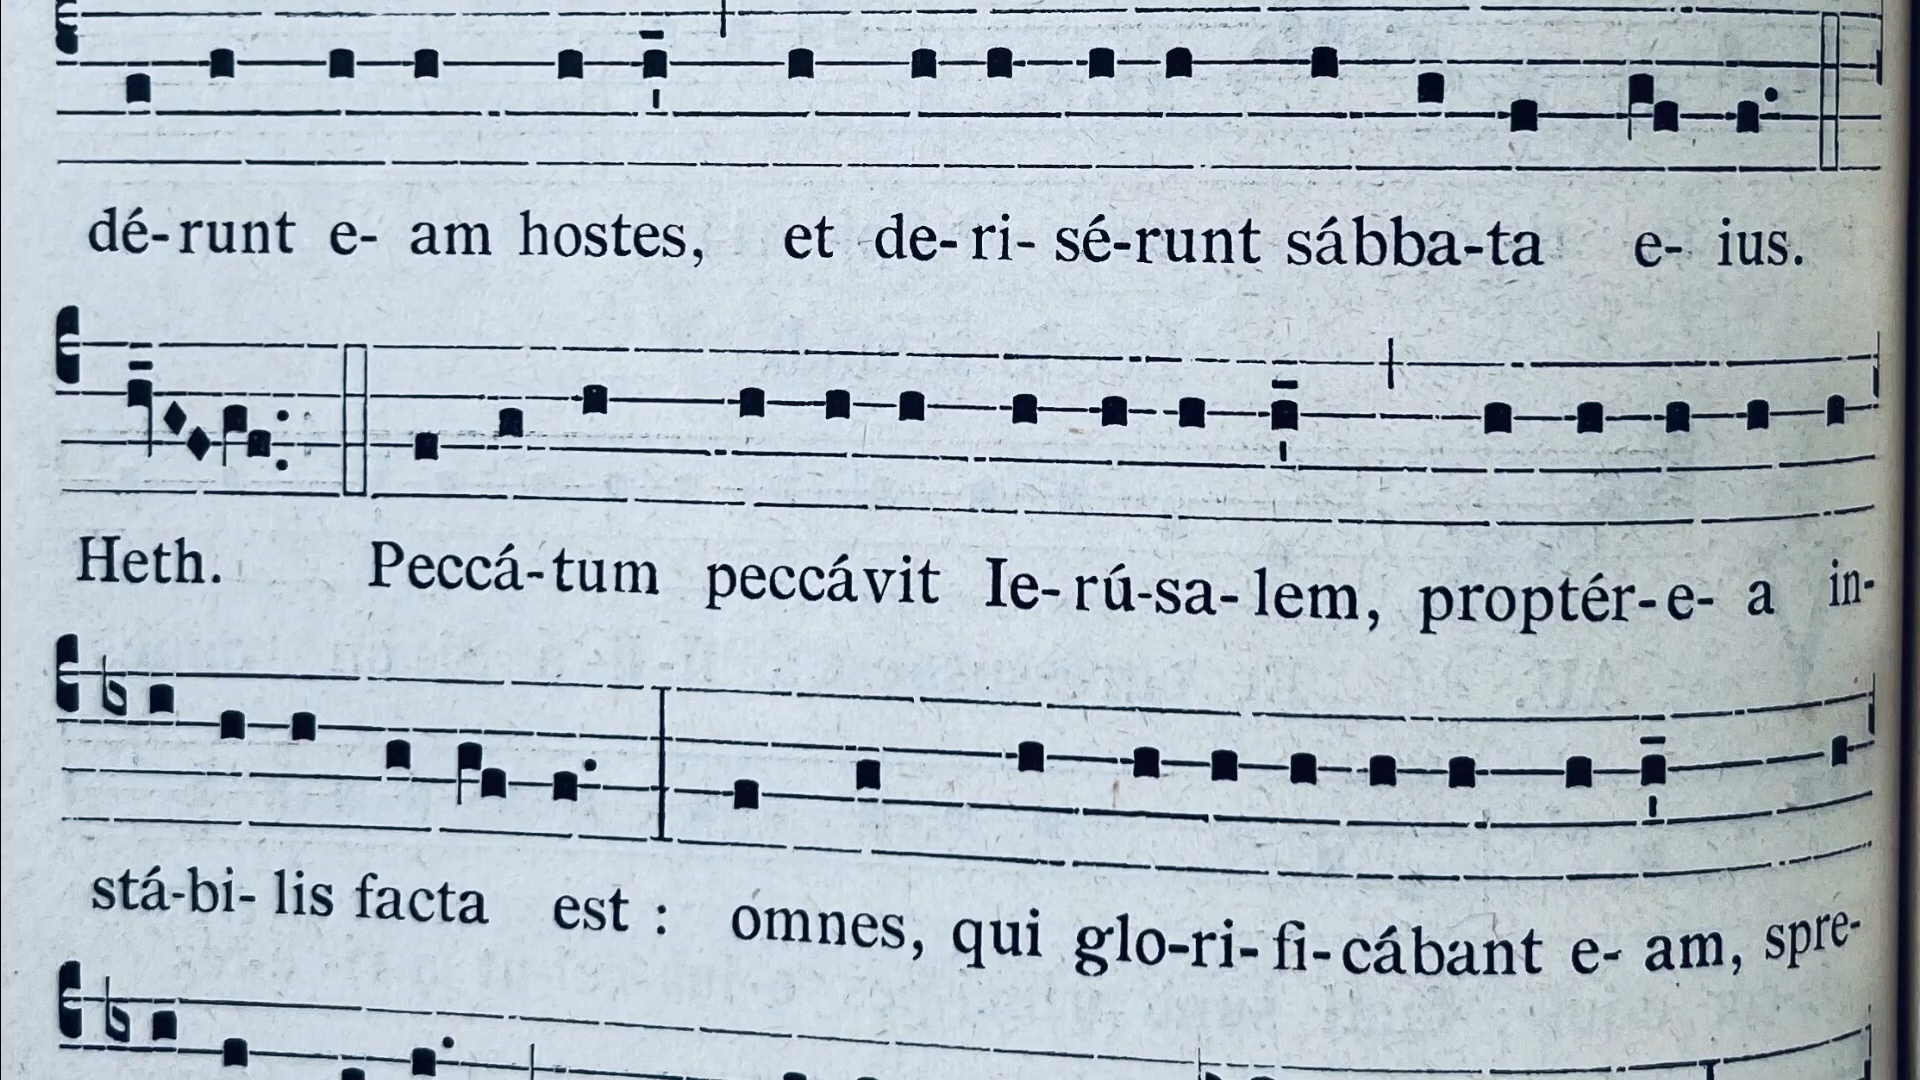 dé-runt e- am hostes, et de-ri- sé-runt sábba-ta e- ius.
Heth. Peccá-tum peccávit Ie-rú-sa-lem, proptér-e- a in-
stá-bi- lis facta est : omnes, qui glo-ri-fi-cábant e- am, spre-